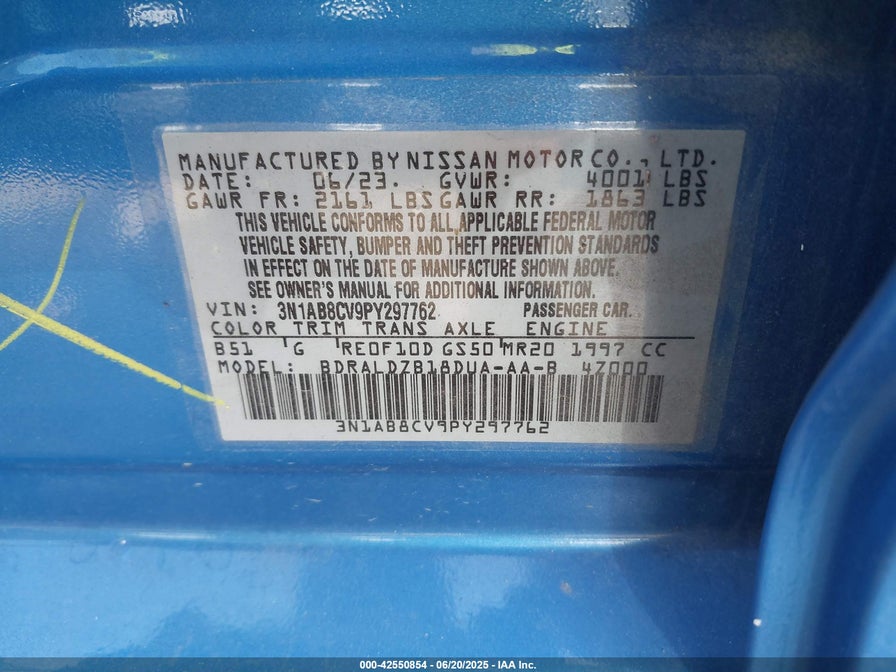 MANUFACTURED BY NISSAN MOTOR CO., LTD.
DATE: 06/23. GVWR: 4001 LBS
GAWR FR: 2161 LBS GAWR RR: 1863 LBS
THIS VEHICLE CONFORMS TO ALL APPLICABLE FEDERAL MOTOR
VEHICLE SAFETY, BUMPER AND THEFT PREVENTION STANDARDS
IN EFFECT ON THE DATE OF MANUFACTURE SHOWN ABOVE.
SEE OWNER'S MANUAL FOR ADDITIONAL INFORMATION.
VIN: 3N1AB8CV9PY297762 PASSENGER CAR.
COLOR TRIM TRANS AXLE ENGINE
B51 G RE0F10D GS50 MR20 1997 CC
MODEL: BDRALDZB18DUA-AA-B 4Z000
3N1AB8CV9PY297762
000-42550854 - 06/20/2025 - IAA Inc.